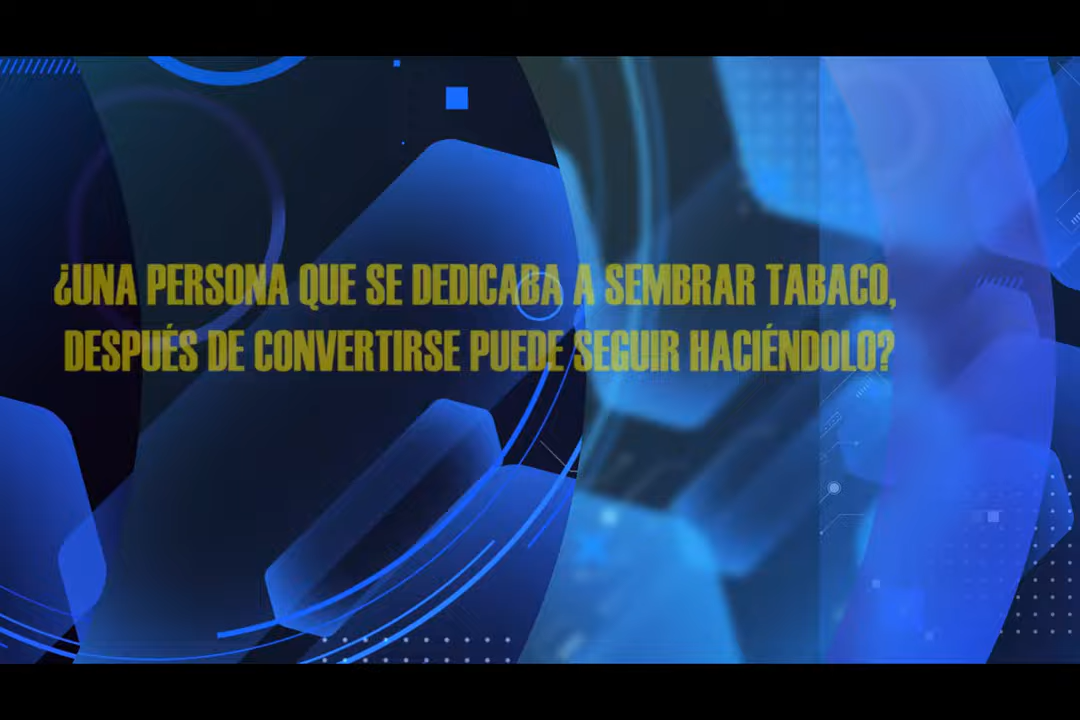 ¿UNA PERSONA QUE SE DEDICABA A SEMBRAR TABACO,
DESPUÉS DE CONVERTIRSE PUEDE SEGUIR HACIÉNDOLO?